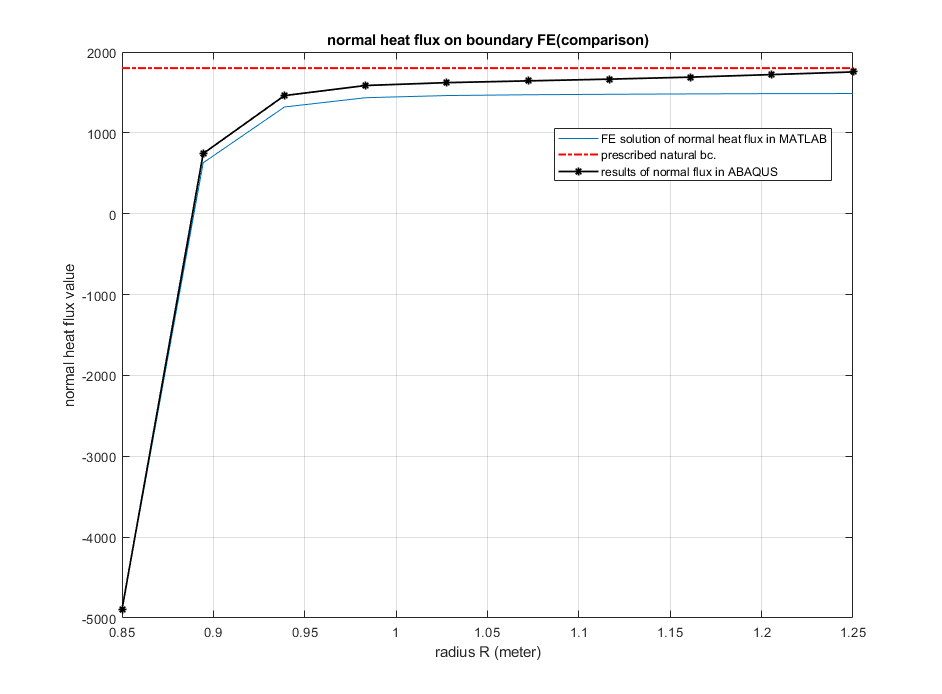 normal heat flux on boundary FE(comparison)
2000
1000
0
-1000
-2000
-3000
-4000
-5000
normal heat flux value
FE solution of normal heat flux in MATLAB
prescribed natural bc.
results of normal flux in ABAQUS
0.85 0.9 0.95 1 1.05 1.1 1.15 1.2 1.25
radius R (meter)